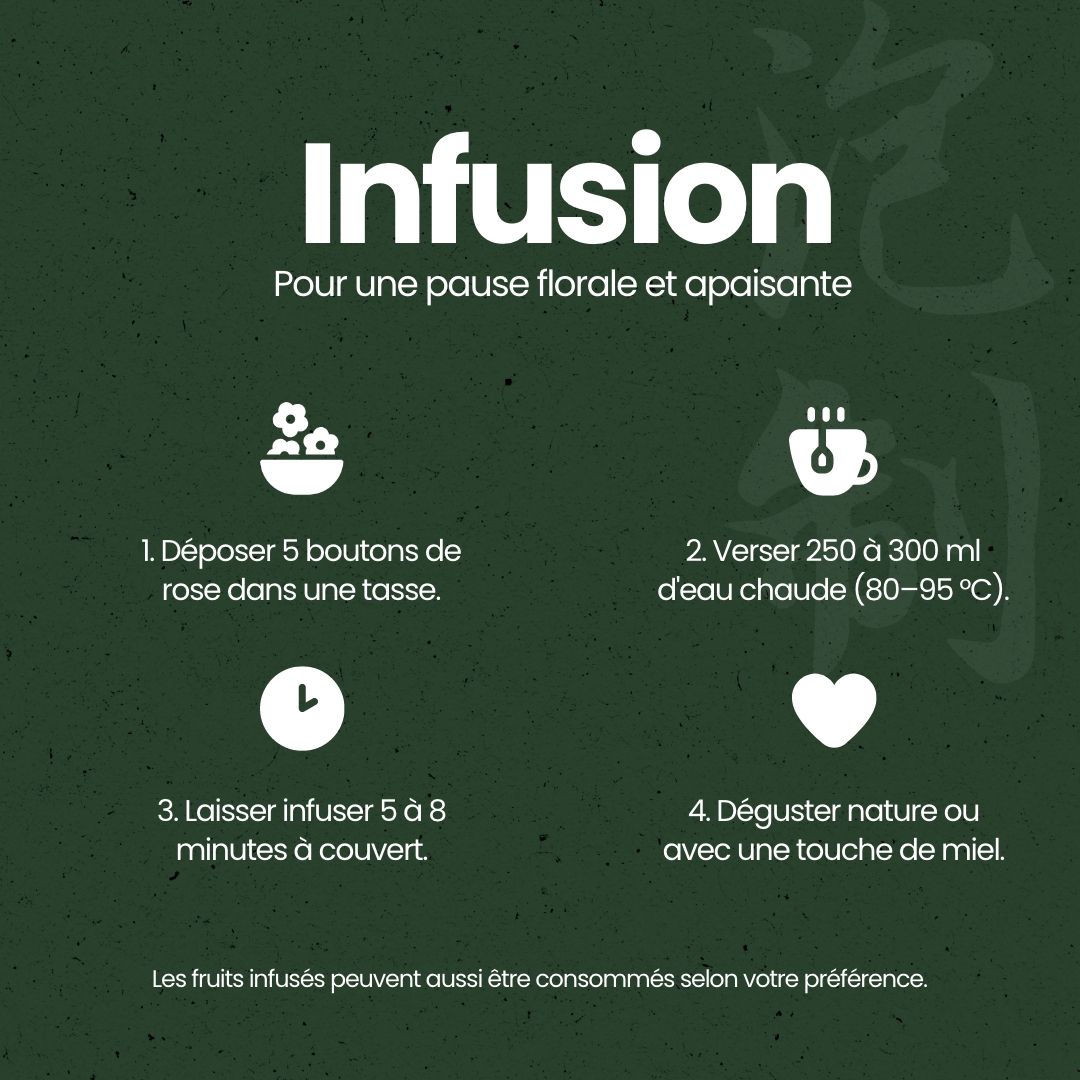 Infusion
Pour une pause florale et apaisante
1. Déposer 5 boutons de
rose dans une tasse.
2. Verser 250 à 300 ml
d'eau chaude (80–95 °C).
3. Laisser infuser 5 à 8
minutes à couvert.
4. Déguster nature ou
avec une touche de miel.
Les fruits infusés peuvent aussi être consommés selon votre préférence.
泡
制